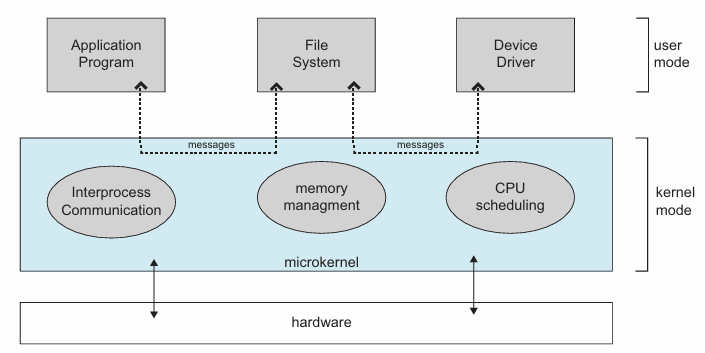 Application
Program
File
System
Device
Driver
user
mode
messages
messages
Interprocess
Communication
memory
managment
CPU
scheduling
kernel
mode
microkernel
hardware